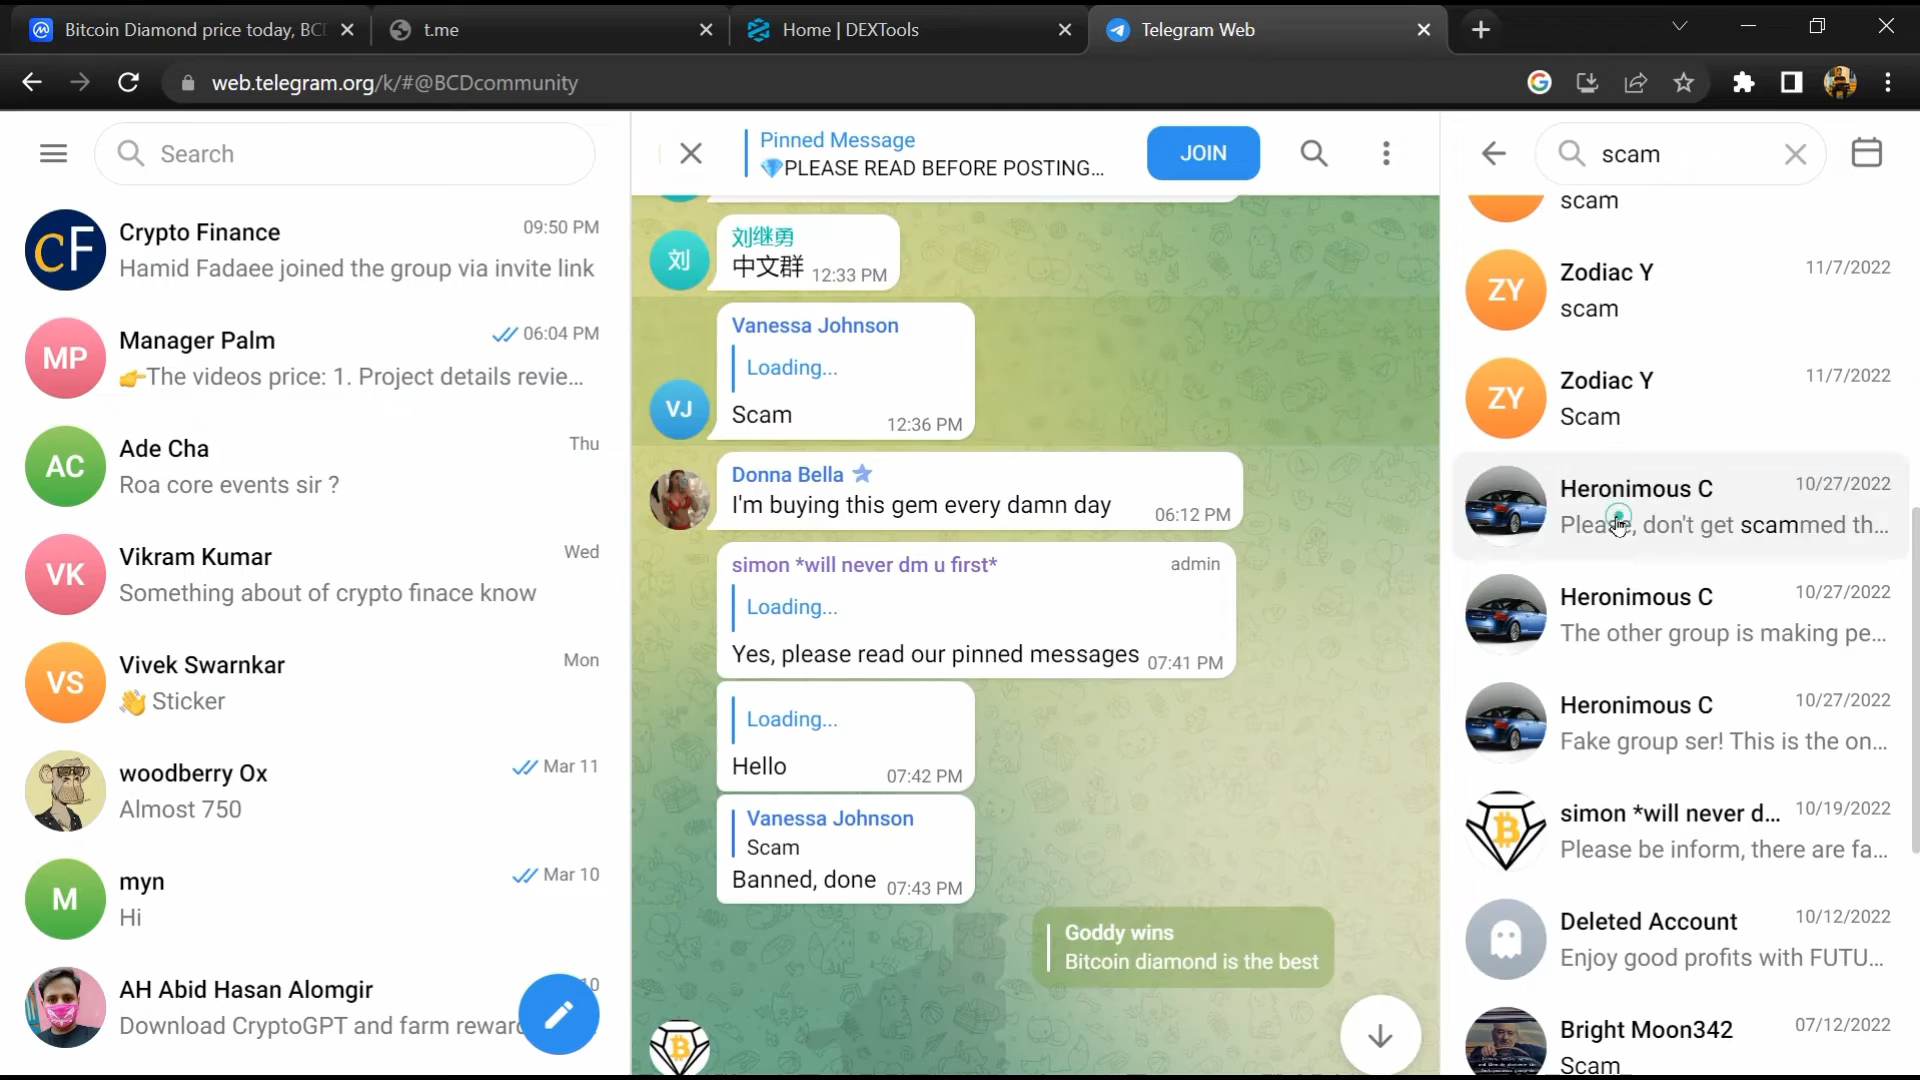 Bitcoin Diamond price today, BCD
t.me
Home | DEXTools
Telegram Web
web.telegram.org/k/#@BCDcommunity
Search
CF
Crypto Finance
09:50 PM
Hamid Fadaee joined the group via invite link
MP
Manager Palm
06:04 PM
👉The videos price: 1. Project details revie...
AC
Ade Cha
Thu
Roa core events sir ?
VK
Vikram Kumar
Wed
Something about of crypto finace know
VS
Vivek Swarnkar
Mon
👋 Sticker
woodberry Ox
Mar 11
Almost 750
M
myn
Mar 10
Hi
AH Abid Hasan Alomgir
Download CryptoGPT and farm reward
Pinned Message
💎PLEASE READ BEFORE POSTING...
JOIN
刘
刘继勇
中文群 12:33 PM
VJ
Vanessa Johnson
Loading...
Scam
12:36 PM
Donna Bella
I'm buying this gem every damn day
06:12 PM
simon *will never dm u first*
admin
Loading...
Yes, please read our pinned messages 07:41 PM
Loading...
Hello
07:42 PM
Vanessa Johnson
Scam
Banned, done 07:43 PM
Goddy wins
Bitcoin diamond is the best
scam
scam
ZY
Zodiac Y
11/7/2022
scam
ZY
Zodiac Y
11/7/2022
Scam
Heronimous C
10/27/2022
Please, don't get scammed th...
Heronimous C
10/27/2022
The other group is making pe...
Heronimous C
10/27/2022
Fake group ser! This is the on...
simon *will never d...
10/19/2022
Please be inform, there are fa...
Deleted Account
10/12/2022
Enjoy good profits with FUTU...
Bright Moon342
07/12/2022
Scam